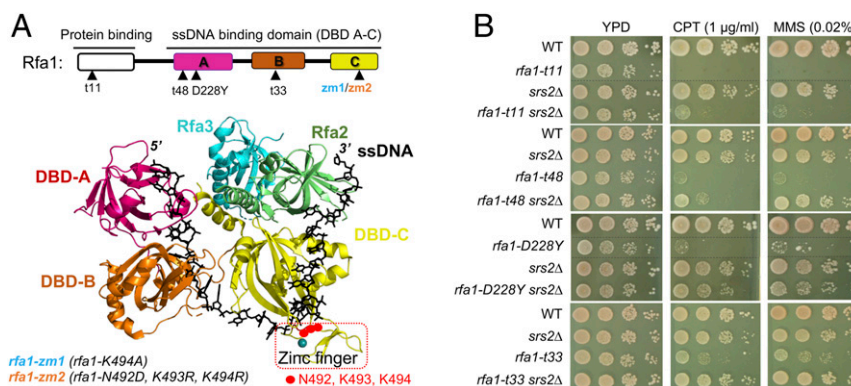 A
Protein binding
ssDNA binding domain (DBD A-C)
Rfa1:
A
B
C
t11
t48 D228Y
t33
zm1/zm2
5'
Rfa3
Rfa2
3'
ssDNA
DBD-A
DBD-C
DBD-B
Zinc finger
rfa1-zm1 (rfa1-K494A)
rfa1-zm2 (rfa1-N492D, K493R, K494R)
N492, K493, K494
B
YPD
CPT (1 µg/ml)
MMS (0.02%
WT
rfa1-t11
srs2Δ
rfa1-t11 srs2Δ
WT
srs2Δ
rfa1-t48
rfa1-t48 srs2Δ
WT
rfa1-D228Y
srs2Δ
rfa1-D228Y srs2Δ
WT
srs2Δ
rfa1-t33
rfa1-t33 srs2Δ